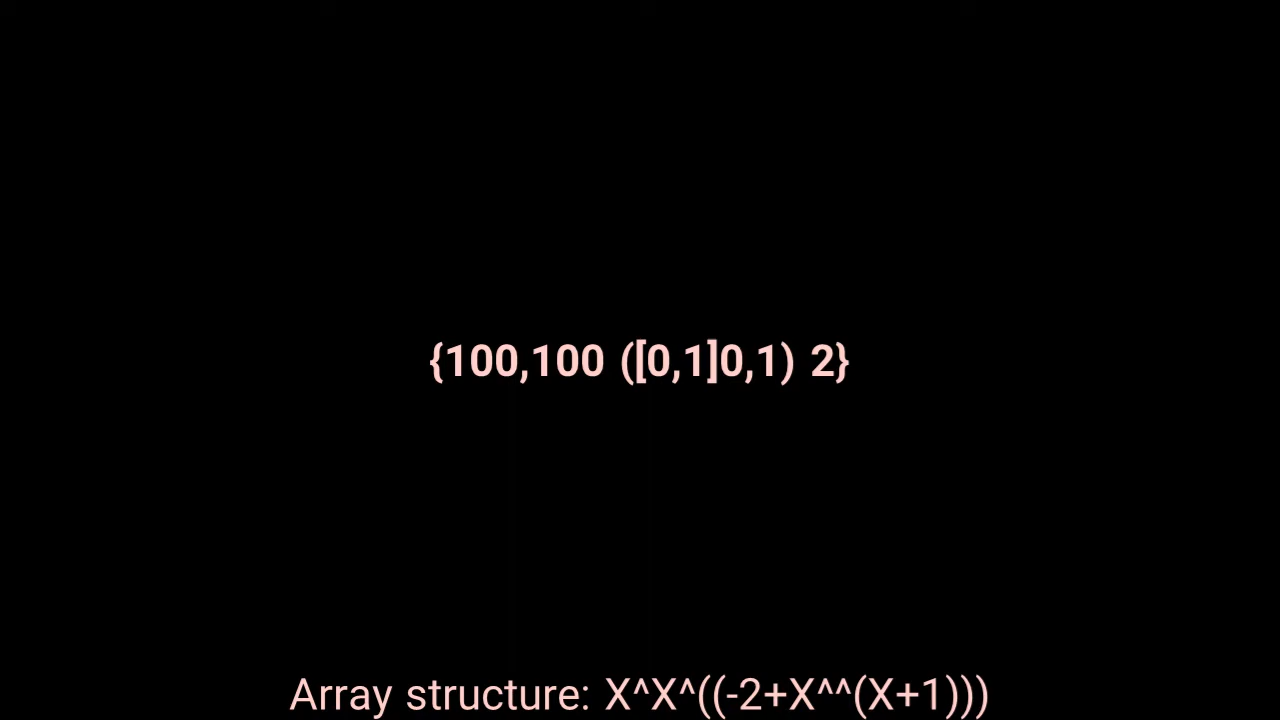 {100,100 ([0,1]0,1) 2}
Array structure: X^X^((-2+X^^(X+1)))